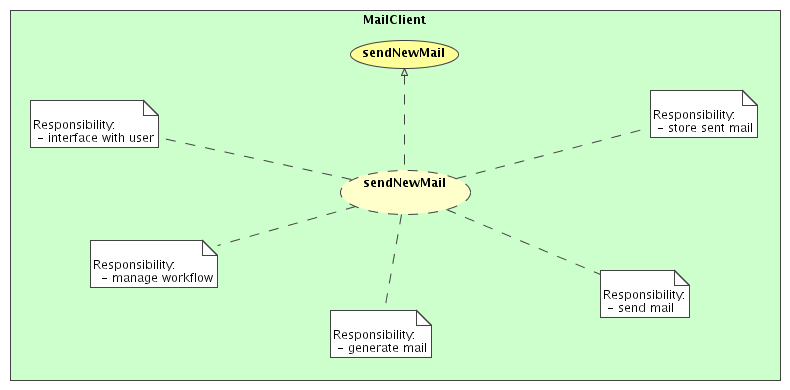 MailClient
sendNewMail
Responsibility:
- interface with user
Responsibility:
- store sent mail
sendNewMail
Responsibility:
- manage workflow
Responsibility:
- send mail
Responsibility:
- generate mail